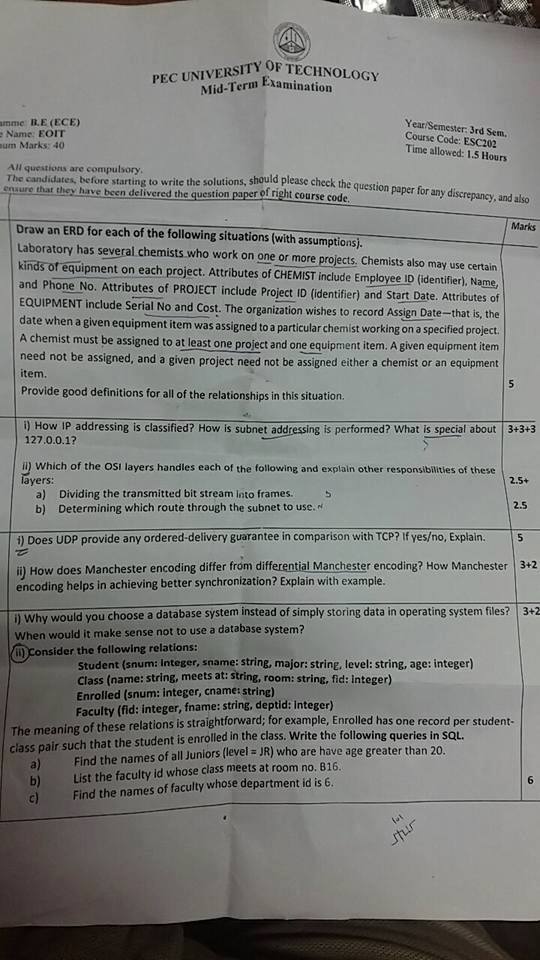 PEC UNIVERSITY OF TECHNOLOGY
Mid-Term Examination
amme: B.E (ECE)
e Name: EOIT
num Marks: 40
Year/Semester: 3rd Sem.
Course Code: ESC202
Time allowed: 1.5 Hours
All questions are compulsory.
The candidates, before starting to write the solutions, should please check the question paper for any discrepancy, and also
ensure that they have been delivered the question paper of right course code.
Marks
Draw an ERD for each of the following situations (with assumptions).
Laboratory has several chemists who work on one or more projects. Chemists also may use certain
kinds of equipment on each project. Attributes of CHEMIST include Employee ID (identifier), Name,
and Phone No. Attributes of PROJECT include Project ID (identifier) and Start Date. Attributes of
EQUIPMENT include Serial No and Cost. The organization wishes to record Assign Date—that is, the
date when a given equipment item was assigned to a particular chemist working on a specified project.
A chemist must be assigned to at least one project and one equipment item. A given equipment item
need not be assigned, and a given project need not be assigned either a chemist or an equipment
item.
Provide good definitions for all of the relationships in this situation.
5
i) How IP addressing is classified? How is subnet addressing is performed? What is special about
127.0.0.1?
3+3+3
ii) Which of the OSI layers handles each of the following and explain other responsibilities of these
layers:
2.5+
a) Dividing the transmitted bit stream into frames.
b) Determining which route through the subnet to use.
2.5
i) Does UDP provide any ordered-delivery guarantee in comparison with TCP? If yes/no, Explain.
5
ii) How does Manchester encoding differ from differential Manchester encoding? How Manchester
encoding helps in achieving better synchronization? Explain with example.
3+2
i) Why would you choose a database system instead of simply storing data in operating system files?
When would it make sense not to use a database system?
3+2
ii) Consider the following relations:
Student (snum: integer, sname: string, major: string, level: string, age: integer)
Class (name: string, meets at: string, room: string, fid: integer)
Enrolled (snum: integer, cname: string)
Faculty (fid: integer, fname: string, deptid: integer)
The meaning of these relations is straightforward; for example, Enrolled has one record per student-
class pair such that the student is enrolled in the class. Write the following queries in SQL.
a) Find the names of all Juniors (level = JR) who are have age greater than 20.
b) List the faculty id whose class meets at room no. B16.
c) Find the names of faculty whose department id is 6.
6